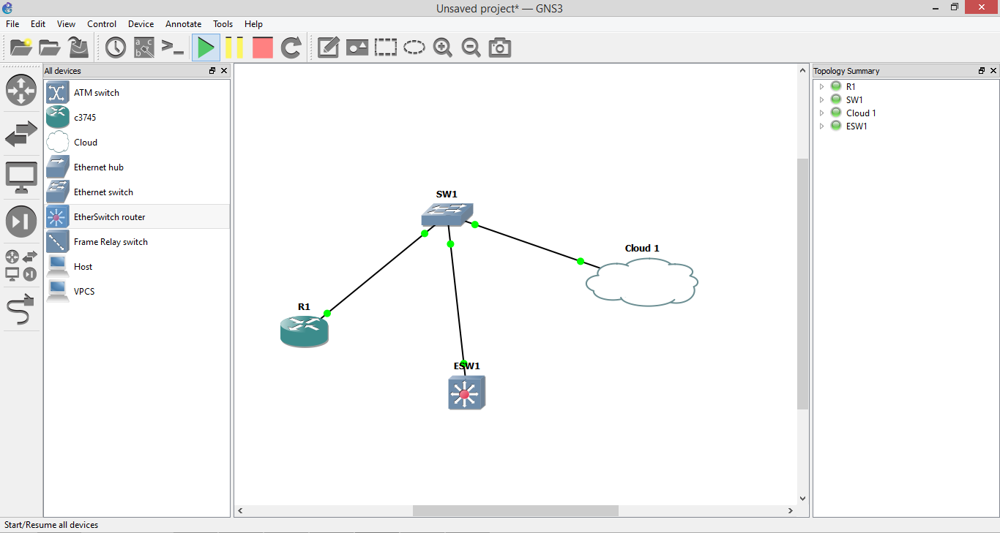 Unsaved project* — GNS3
File Edit View Control Device Annotate Tools Help
All devices
ATM switch
c3745
Cloud
Ethernet hub
Ethernet switch
EtherSwitch router
Frame Relay switch
Host
VPCS
SW1
Cloud 1
R1
ESW1
Topology Summary
R1
SW1
Cloud 1
ESW1
Start/Resume all devices